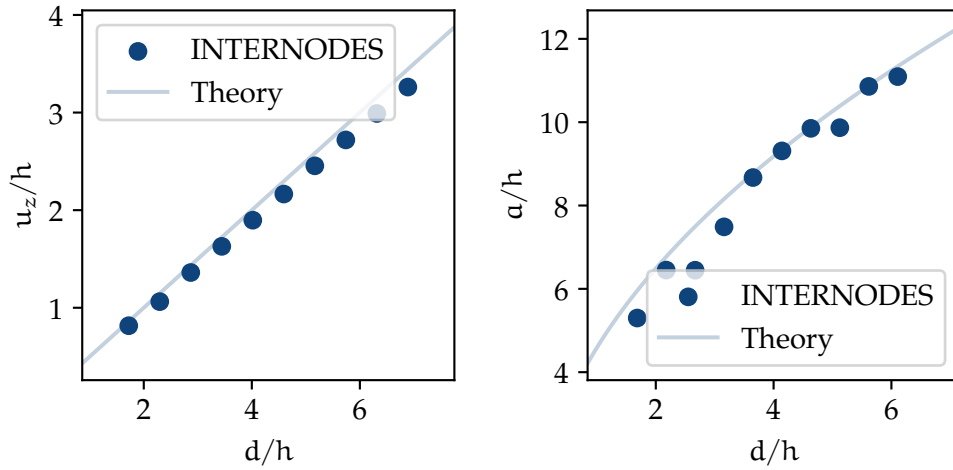 4
3
2
1
u_z/h
INTERNODES
Theory
2
4
6
d/h
12
10
8
6
4
a/h
INTERNODES
Theory
2
4
6
d/h